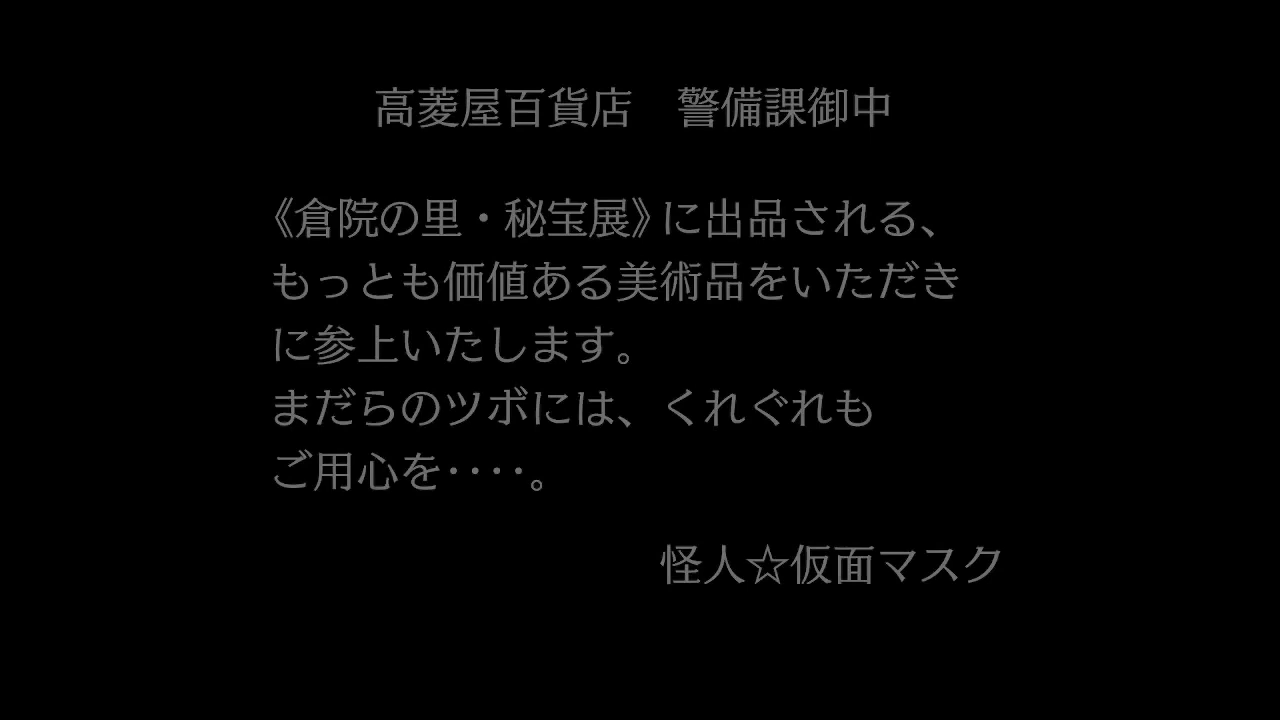 高菱屋百貨店　警備課御中
《倉院の里・秘宝展》に出品される、
もっとも価値ある美術品をいただき
に参上いたします。
まだらのツボには、くれぐれも
ご用心を････。
怪人☆仮面マスク